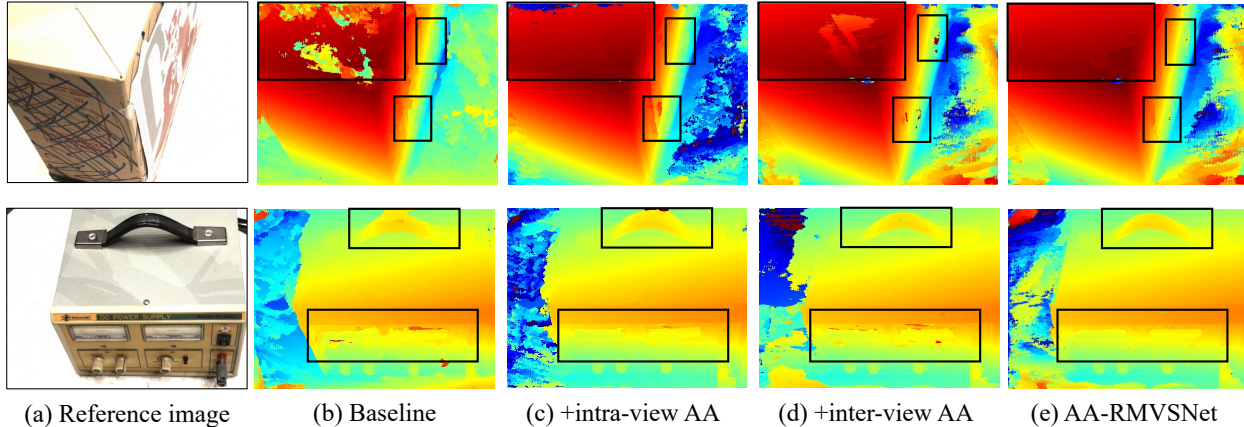 DC POWER SUPPLY
(a) Reference image (b) Baseline (c) +intra-view AA (d) +inter-view AA (e) AA-RMVSNet